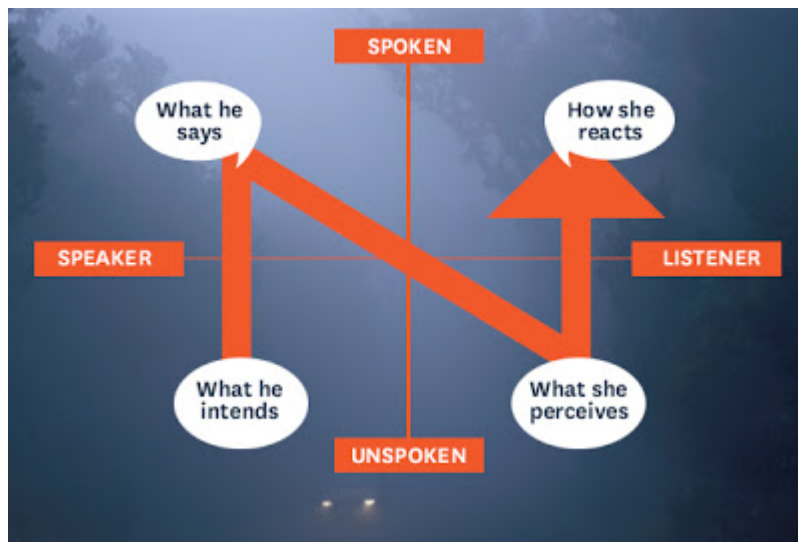 SPOKEN
What he
says
How she
reacts
SPEAKER
LISTENER
What he
intends
What she
perceives
UNSPOKEN